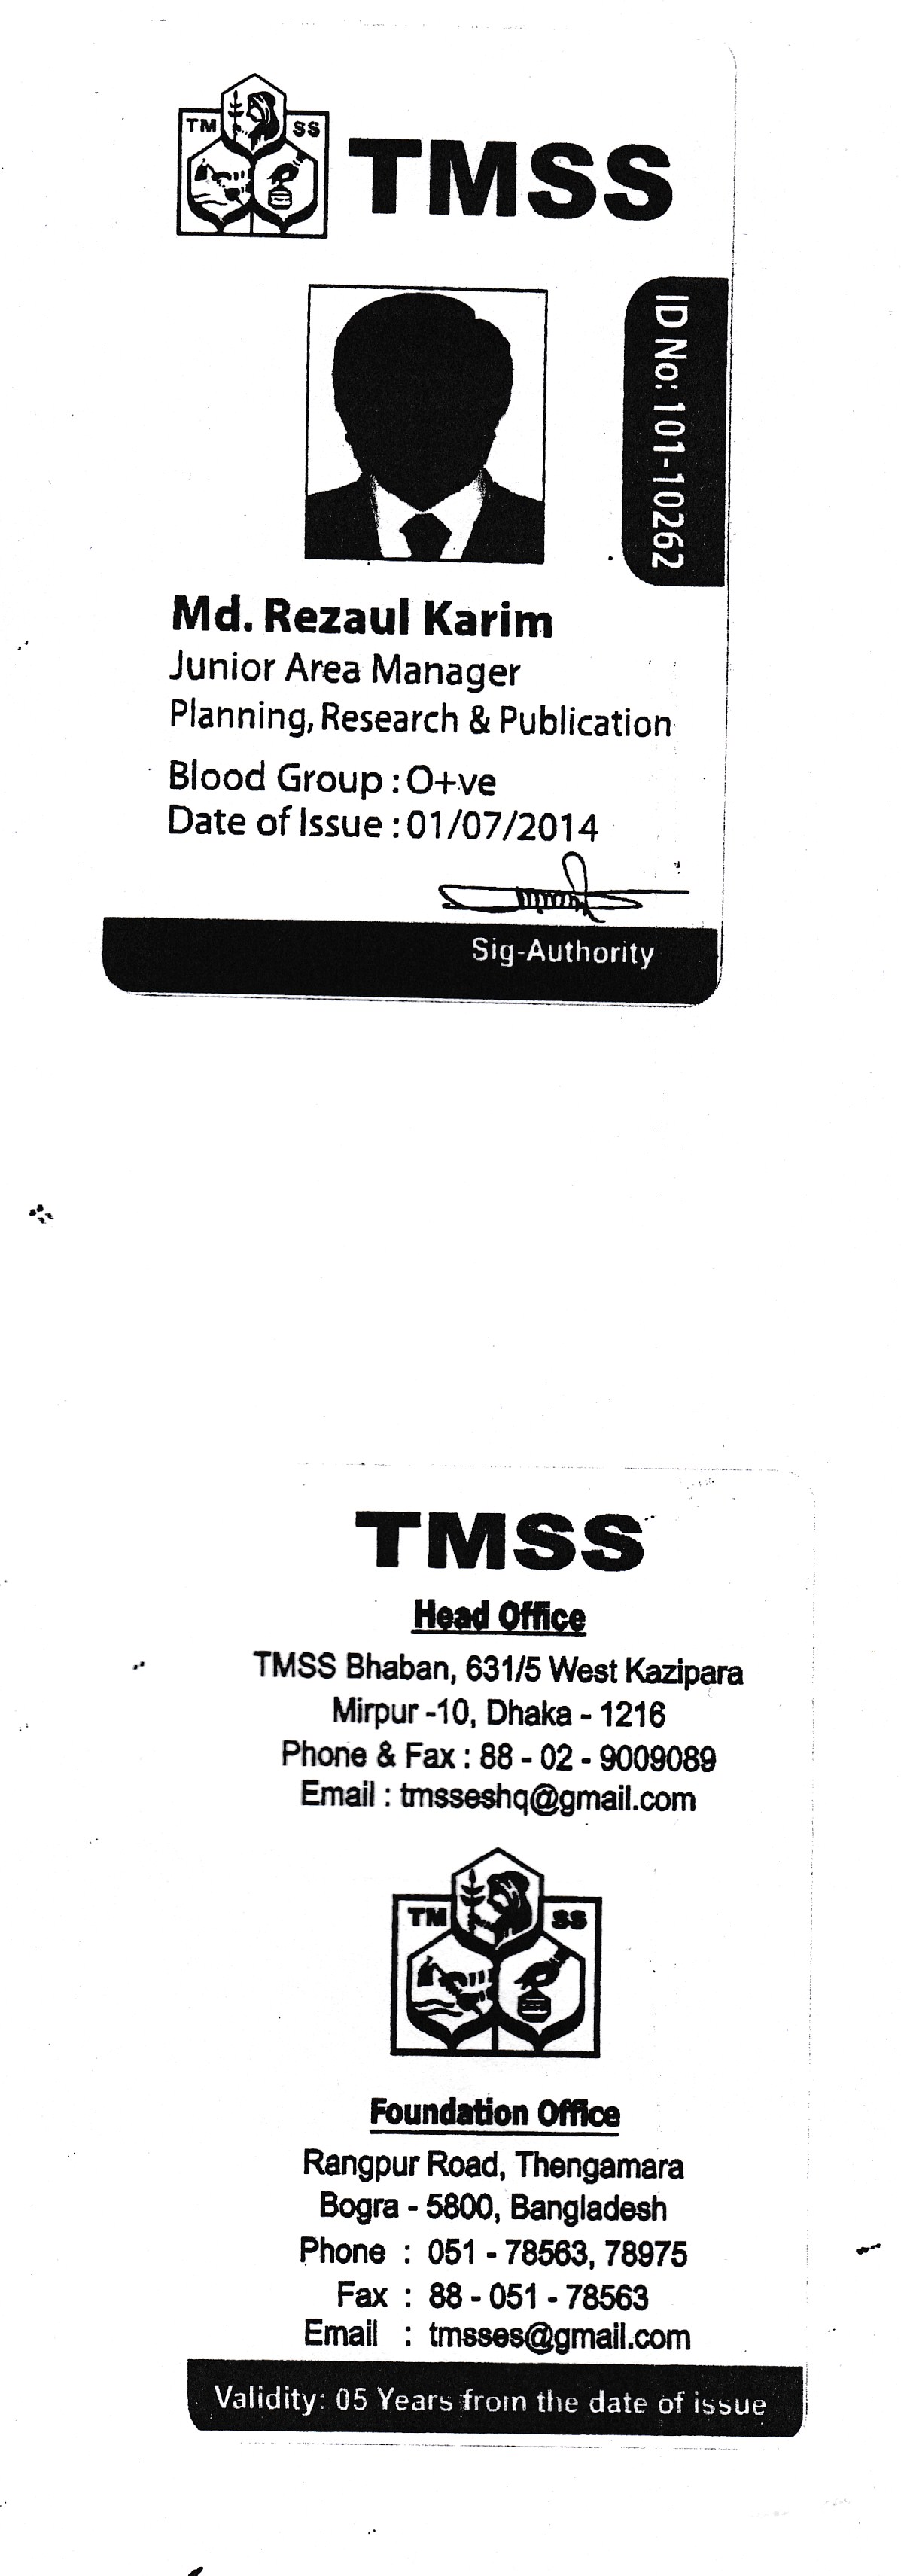 TM SS
TMSS
ID No: 101-10262
Md. Rezaul Karim
Junior Area Manager
Planning, Research & Publication
Blood Group : O+ve
Date of Issue : 01/07/2014
Sig-Authority
TMSS
Head Office
TMSS Bhaban, 631/5 West Kazipara
Mirpur -10, Dhaka - 1216
Phone & Fax : 88 - 02 - 9009089
Email : tmsseshq@gmail.com
TM SS
Foundation Office
Rangpur Road, Thengamara
Bogra - 5800, Bangladesh
Phone : 051 - 78563, 78975
Fax : 88 - 051 - 78563
Email : tmsses@gmail.com
Validity: 05 Years from the date of issue